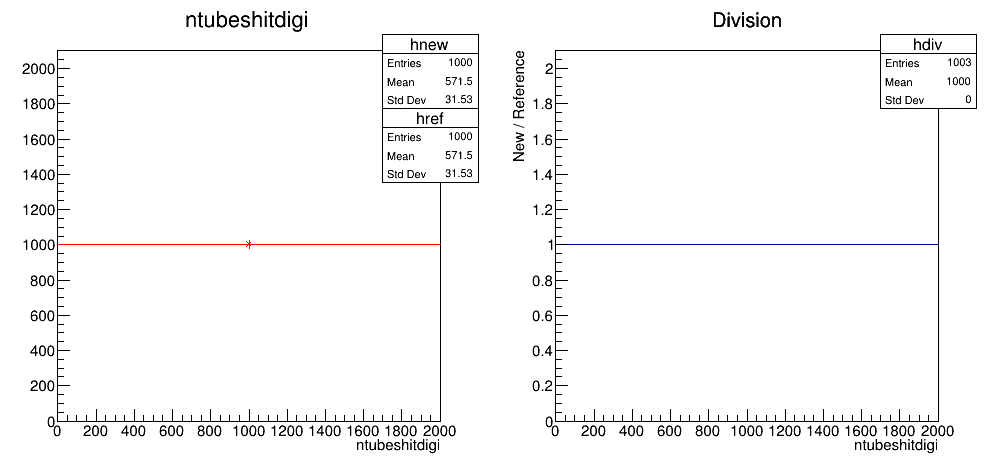 ntubeshitdigi
hnew
Entries 1000
Mean 571.5
Std Dev 31.53
href
Entries 1000
Mean 571.5
Std Dev 31.53
2000
1800
1600
1400
1200
1000
800
600
400
200
0
0 200 400 600 800 1000 1200 1400 1600 1800 2000
ntubeshitdigi
Division
hdiv
Entries 1003
Mean 1000
Std Dev 0
New / Reference
2
1.8
1.6
1.4
1.2
1
0.8
0.6
0.4
0.2
0
0 200 400 600 800 1000 1200 1400 1600 1800 2000
ntubeshitdigi